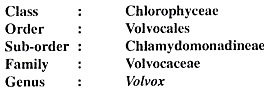 Class : Chlorophyceae
Order : Volvocales
Sub-order : Chlamydomonadineae
Family : Volvocaceae
Genus : Volvox